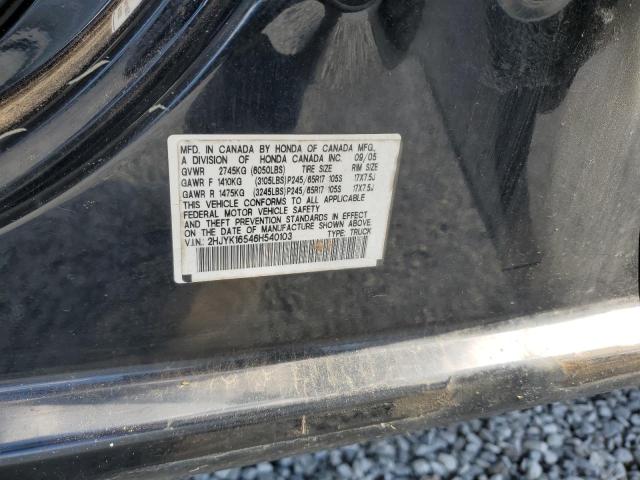 MFD. IN CANADA BY HONDA OF CANADA MFG.,
A DIVISION OF HONDA CANADA INC. 09/05
GVWR 2745KG (6050LBS) TIRE SIZE RIM SIZE
GAWR F 1410KG (3105LBS) P245/65R17 105S 17X7.5J
GAWR R 1475KG (3245LBS) P245/65R17 105S 17X7.5J
THIS VEHICLE CONFORMS TO ALL APPLICABLE
FEDERAL MOTOR VEHICLE SAFETY
AND THEFT PREVENTION STANDARDS IN EFFECT
ON THE DATE OF MANUFACTURE SHOWN ABOVE.
V.I.N.: 2HJYK16546H540103 TYPE: TRUCK